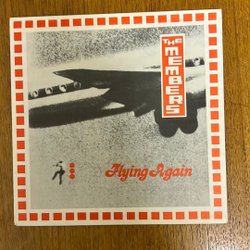 THE
MEMBERS
Flying Again